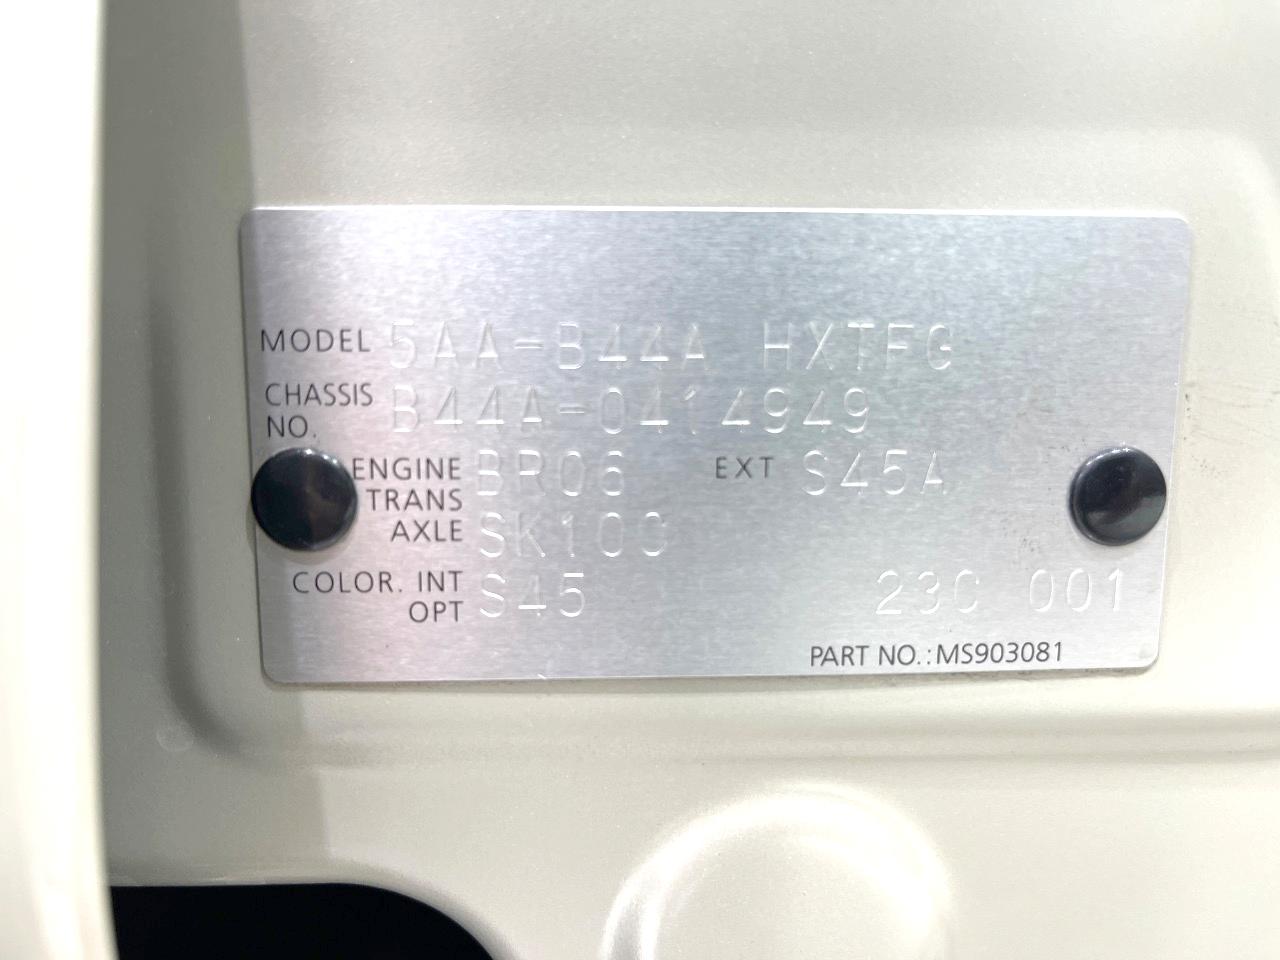 MODEL 5AA-B44A HXTFG
CHASSIS NO. B44A-0414949
ENGINE BR06 EXT S45A
TRANS AXLE SK10C
COLOR. INT S45
OPT 23C 001
PART NO.:MS903081